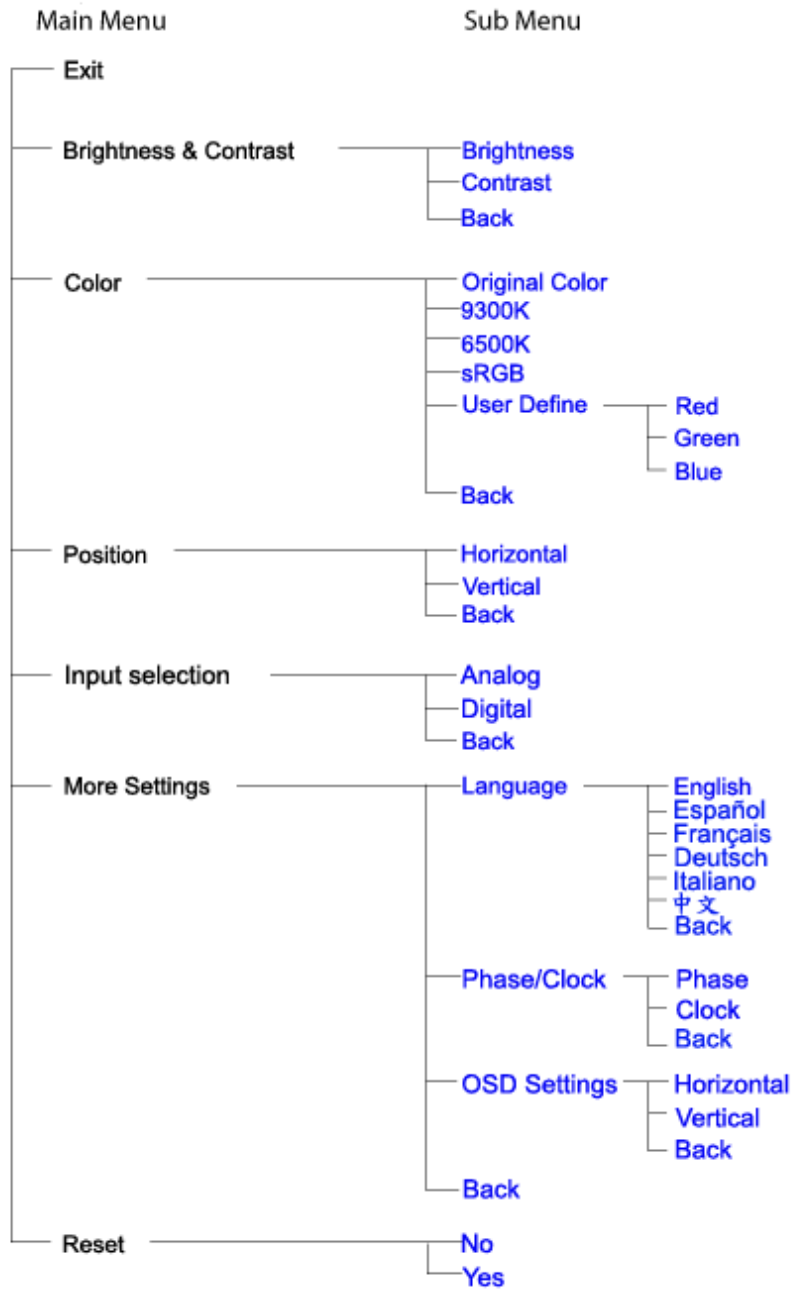 Main Menu Sub Menu
Exit
Brightness & Contrast Brightness
Contrast
Back
Color Original Color
9300K
6500K
sRGB
User Define Red
Green
Blue
Back
Position Horizontal
Vertical
Back
Input selection Analog
Digital
Back
More Settings Language English
Español
Français
Deutsch
Italiano
中文
Back
Phase/Clock Phase
Clock
Back
OSD Settings Horizontal
Vertical
Back
Back
Reset No
Yes